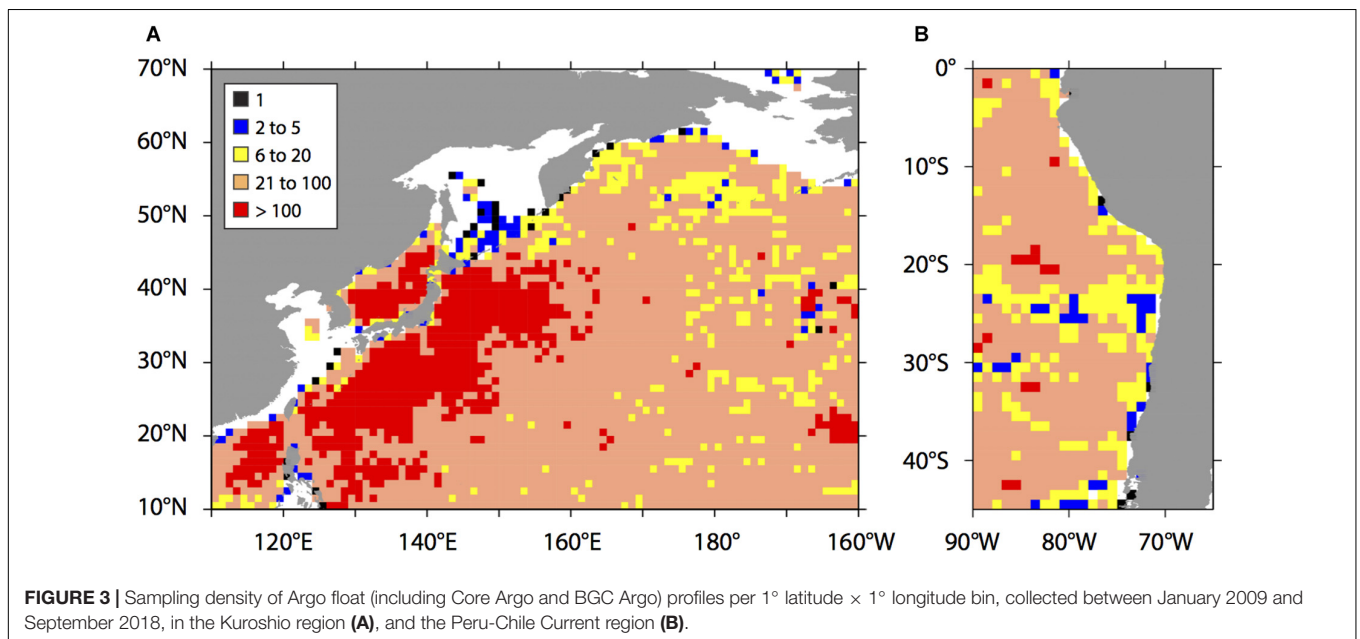 A
B
70°N
60°N
50°N
40°N
30°N
20°N
10°N
1
2 to 5
6 to 20
21 to 100
> 100
120°E
140°E
160°E
180°
160°W
0°
10°S
20°S
30°S
40°S
90°W
80°W
70°W
FIGURE 3 | Sampling density of Argo float (including Core Argo and BGC Argo) profiles per 1° latitude × 1° longitude bin, collected between January 2009 and
September 2018, in the Kuroshio region (A), and the Peru-Chile Current region (B).